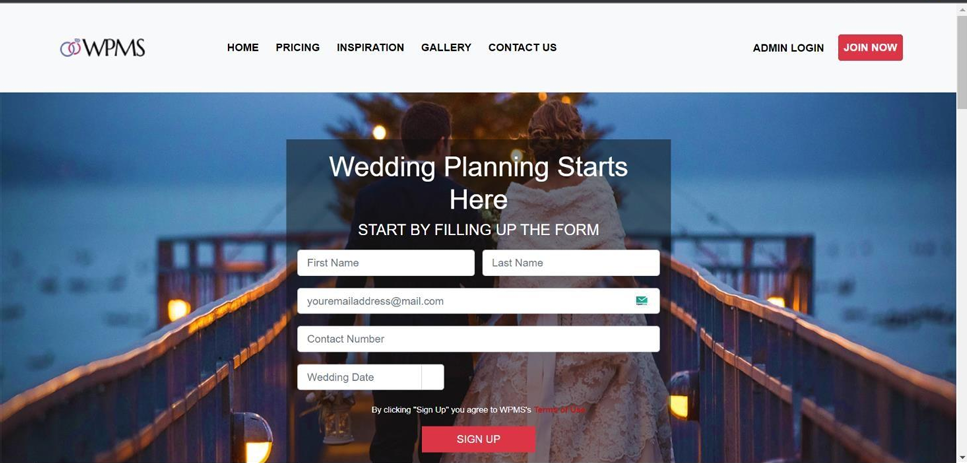 WPMS
HOME PRICING INSPIRATION GALLERY CONTACT US
ADMIN LOGIN JOIN NOW
Wedding Planning Starts
Here
START BY FILLING UP THE FORM
First Name Last Name
youremailaddress@mail.com
Contact Number
Wedding Date
By clicking "Sign Up" you agree to WPMS's Terms of Use
SIGN UP